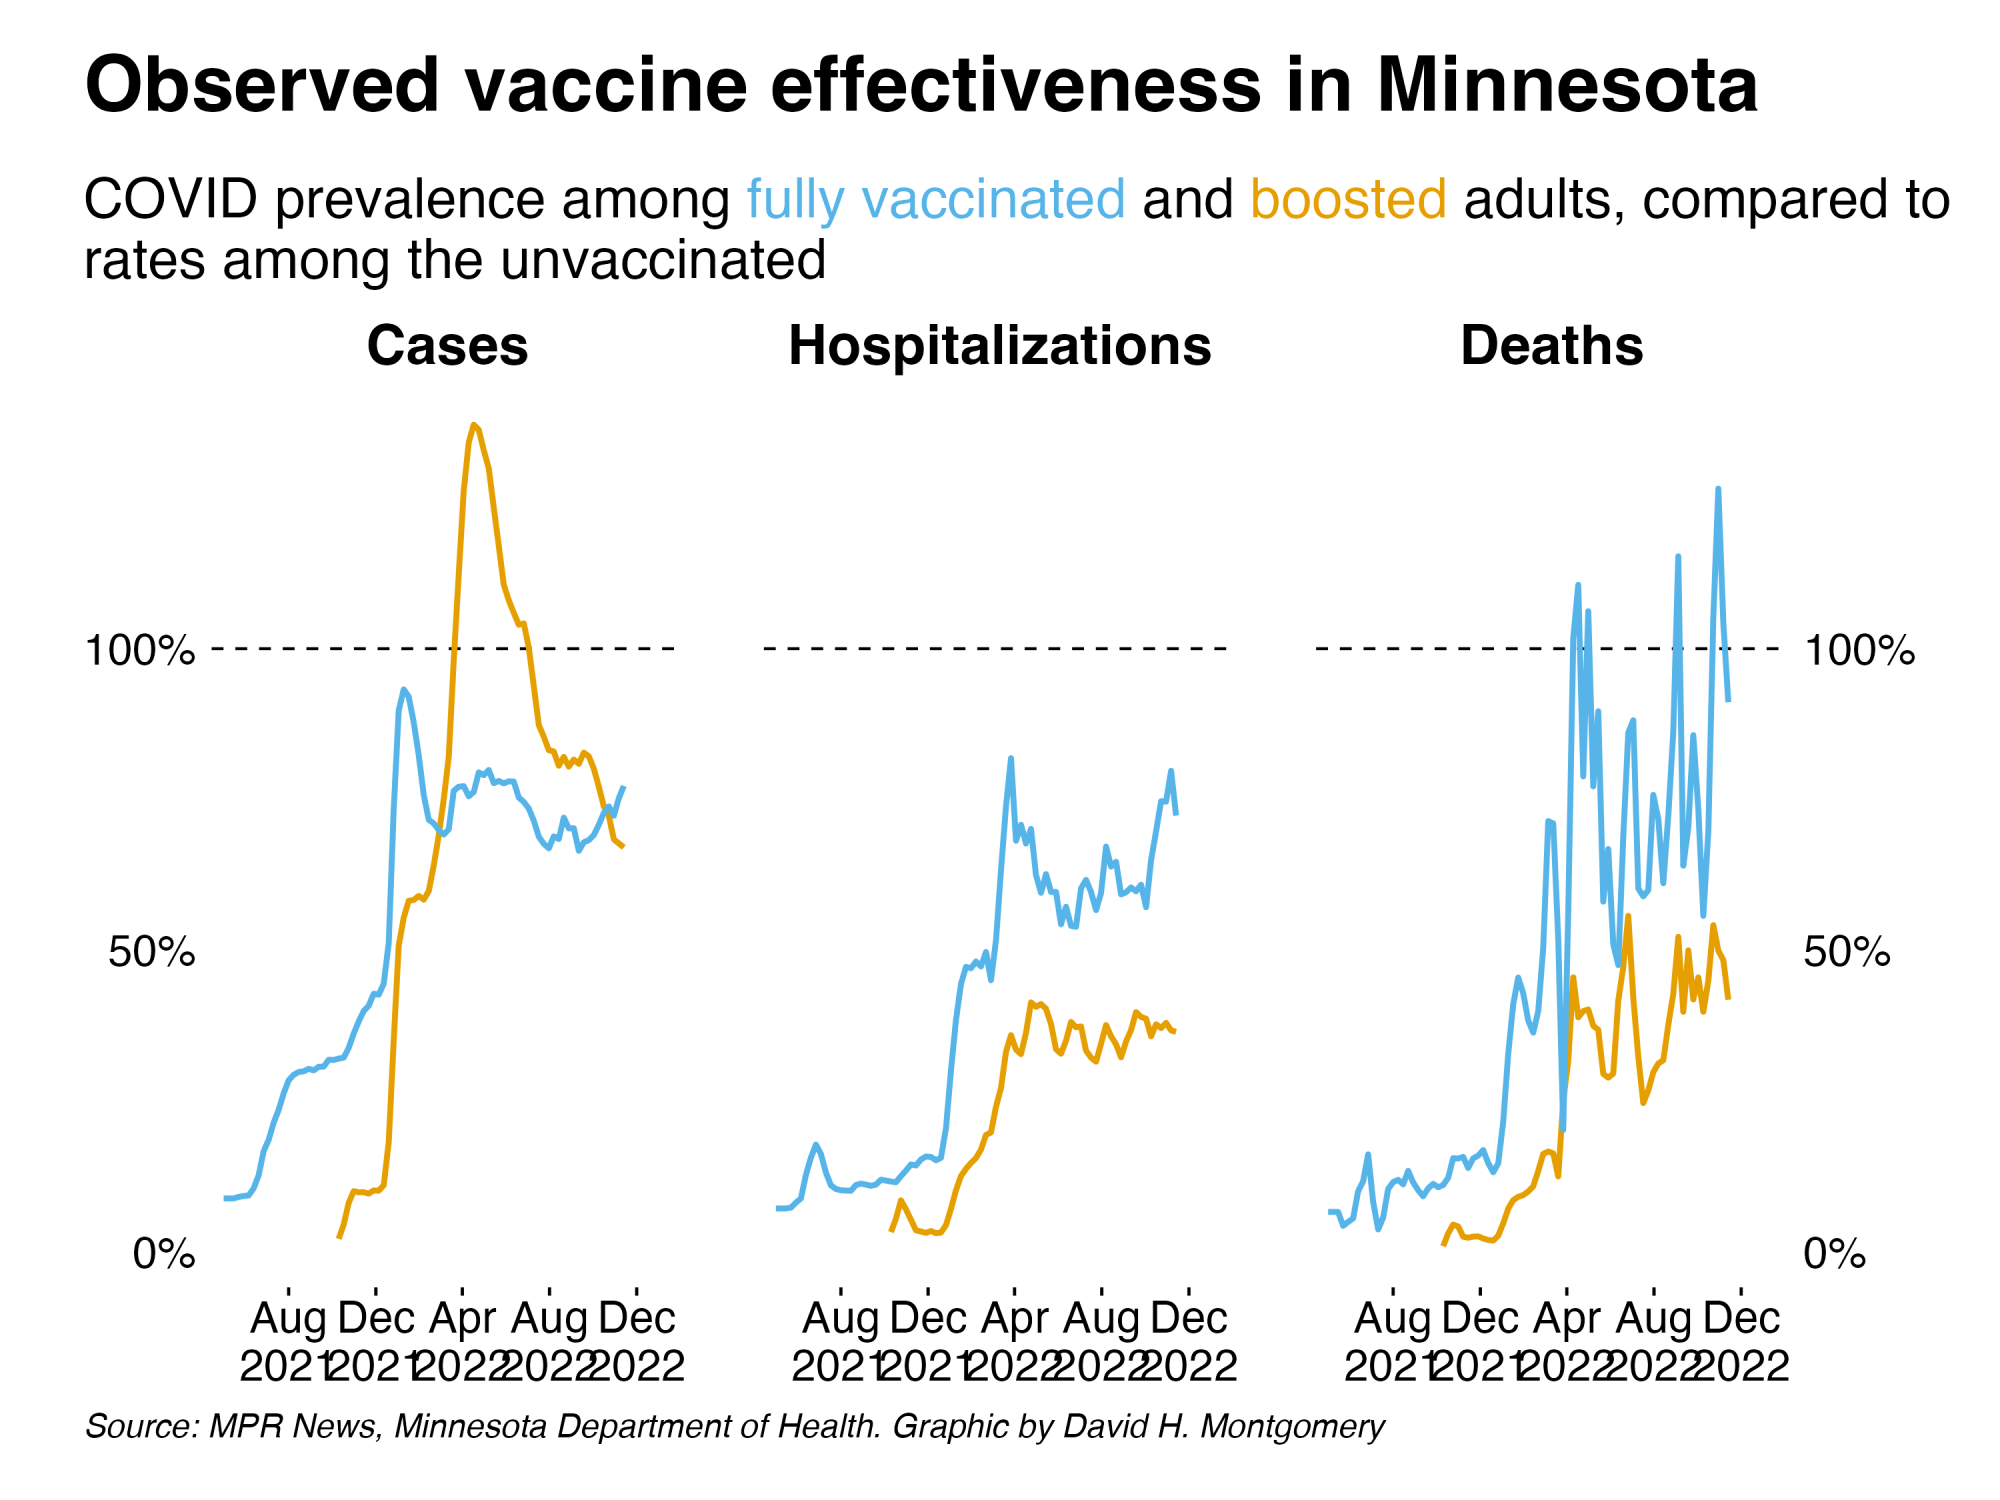 Observed vaccine effectiveness in Minnesota
COVID prevalence among fully vaccinated and boosted adults, compared to
rates among the unvaccinated
Cases Hospitalizations Deaths
100% 100%
50% 50%
0% 0%
Aug Dec Apr Aug Dec Aug Dec Apr Aug Dec Aug Dec Apr Aug Dec
2021 2021 2022 2022 2022 2021 2021 2022 2022 2022 2021 2021 2022 2022 2022
Source: MPR News, Minnesota Department of Health. Graphic by David H. Montgomery